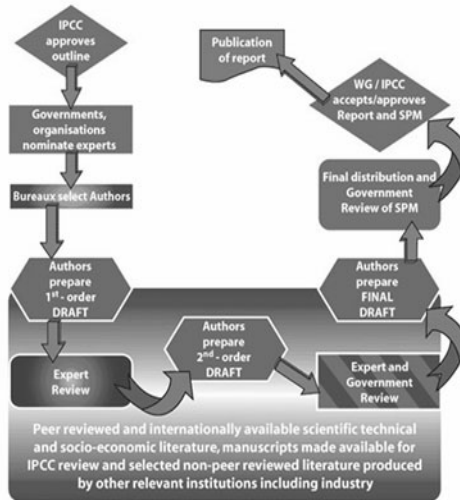 IPCC
approves
outline
Governments,
organisations
nominate experts
Bureaux select Authors
Authors
prepare
1st - order
DRAFT
Expert
Review
Authors
prepare
2nd - order
DRAFT
Expert and
Government
Review
Authors
prepare
FINAL
DRAFT
Final distribution and
Government
Review of SPM
WG / IPCC
accepts/approves
Report and SPM
Publication
of report
Peer reviewed and internationally available scientific technical
and socio-economic literature, manuscripts made available for
IPCC review and selected non-peer reviewed literature produced
by other relevant institutions including industry